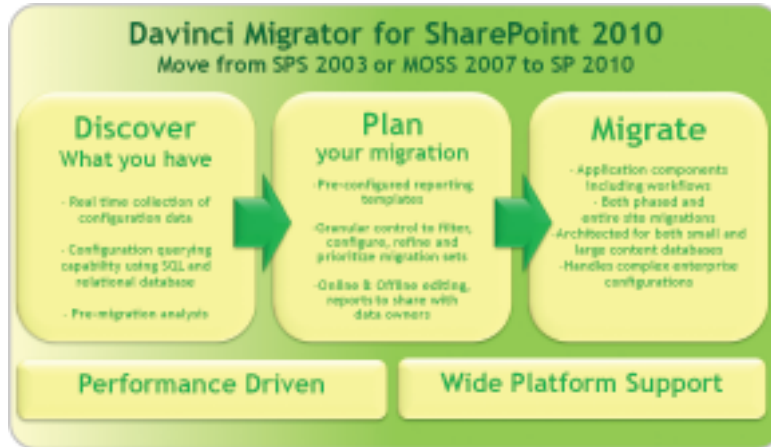 Davinci Migrator for SharePoint 2010
Move from SPS 2003 or MOSS 2007 to SP 2010
Discover
What you have
- Real time collection of
configuration data
- Configuration querying
capability using SQL and
relational database
- Pre-migration analysis
Plan
your migration
-Pre-configured reporting
templates
-Granular control to filter,
configure, refine and
prioritize migration sets
-Online & Offline editing,
reports to share with
data owners
Migrate
- Application components
including workflows
- Both phased and
entire site migrations
-Architected for both small and
large content databases
-Handles complex enterprise
configurations
Performance Driven
Wide Platform Support